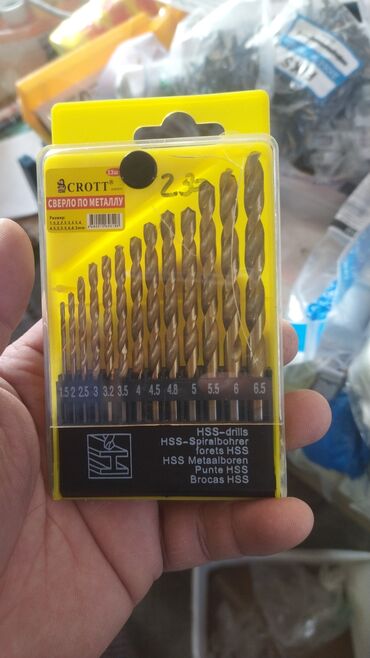 CROTT®
2.3
СВЕРЛО ПО МЕТАЛЛУ
Размер:
1.5 2 2.5 3 3.2 3.5 4 4.5 4.8 5 5.5 6 6.5
HSS-drills
HSS-Spiralbohrer
forets HSS
HSS Metaalboren
Punte HSS
Brocas HSS